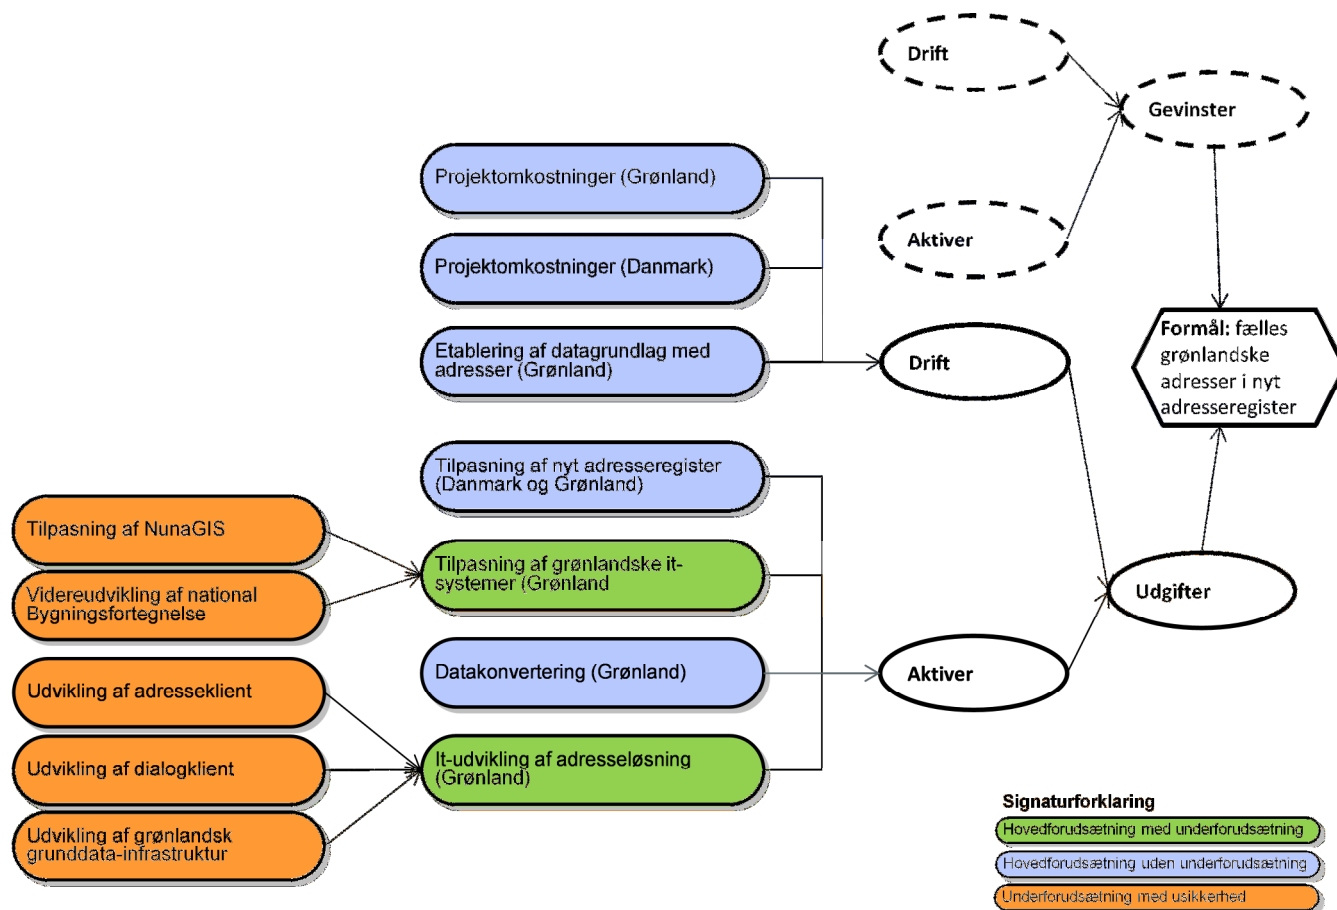 Drift
Gevinster
Projektomkostninger (Grønland)
Aktiver
Projektomkostninger (Danmark)
Formål: fælles
grønlandske
adresser i nyt
adresseregister
Etablering af datagrundlag med
adresser (Grønland)
Drift
Tilpasning af nyt adresseregister
(Danmark og Grønland)
Tilpasning af NunaGIS
Tilpasning af grønlandske it-
systemer (Grønland
Videreudvikling af national
Bygningsfortegnelse
Udgifter
Datakonvertering (Grønland)
Aktiver
Udvikling af adresseklient
It-udvikling af adresseløsning
(Grønland)
Udvikling af dialogklient
Udvikling af grønlandsk
grunddata-infrastruktur
Signaturforklaring
Hovedforudsætning med underforudsætning
Hovedforudsætning uden underforudsætning
Underforudsætning med usikkerhed